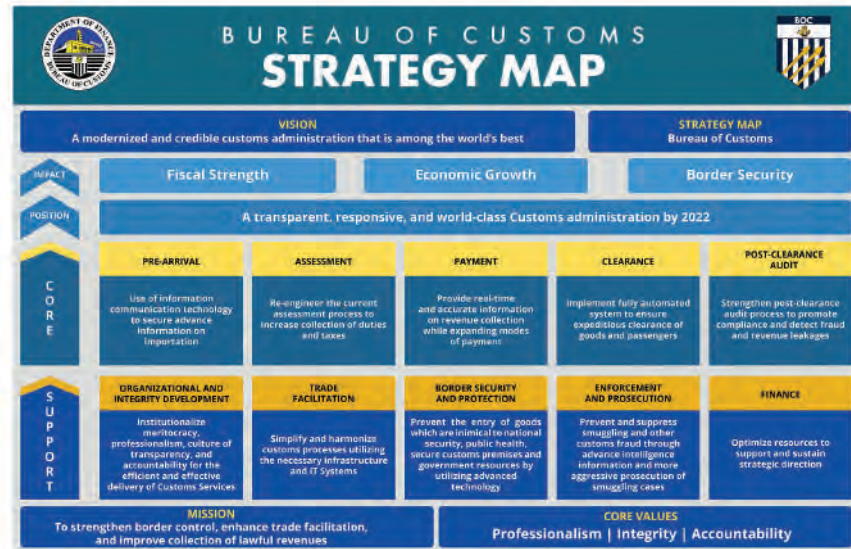 DEPARTMENT OF FINANCE
BUREAU OF CUSTOMS
BUREAU OF CUSTOMS
STRATEGY MAP
BOC
VISION
A modernized and credible customs administration that is among the world's best
STRATEGY MAP
Bureau of Customs
IMPACT
Fiscal Strength
Economic Growth
Border Security
POSITION
A transparent, responsive, and world-class Customs administration by 2022
CORE
PRE-ARRIVAL
Use of information
communication technology
to secure advance
information on
importation
ASSESSMENT
Re-engineer the current
assessment process to
increase collection of duties
and taxes
PAYMENT
Provide real-time
and accurate information
on revenue collection
while expanding modes
of payment
CLEARANCE
Implement fully automated
system to ensure
expeditious clearance of
goods and passengers
POST-CLEARANCE
AUDIT
Strengthen post-clearance
audit process to promote
compliance and detect fraud
and revenue leakages
SUPPORT
ORGANIZATIONAL AND
INTEGRITY DEVELOPMENT
Institutionalize
meritocracy,
professionalism, culture of
transparency, and
accountability for the
efficient and effective
delivery of Customs Services
TRADE
FACILITATION
Simplify and harmonize
customs processes utilizing
the necessary infrastructure
and IT Systems
BORDER SECURITY
AND PROTECTION
Prevent the entry of goods
which are inimical to national
security, public health,
secure customs premises and
government resources by
utilizing advanced
technology
ENFORCEMENT
AND PROSECUTION
Prevent and suppress
smuggling and other
customs fraud through
advance intelligence
information and more
aggressive prosecution of
smuggling cases
FINANCE
Optimize resources to
support and sustain
strategic direction
MISSION
To strengthen border control, enhance trade facilitation,
and improve collection of lawful revenues
CORE VALUES
Professionalism | Integrity | Accountability